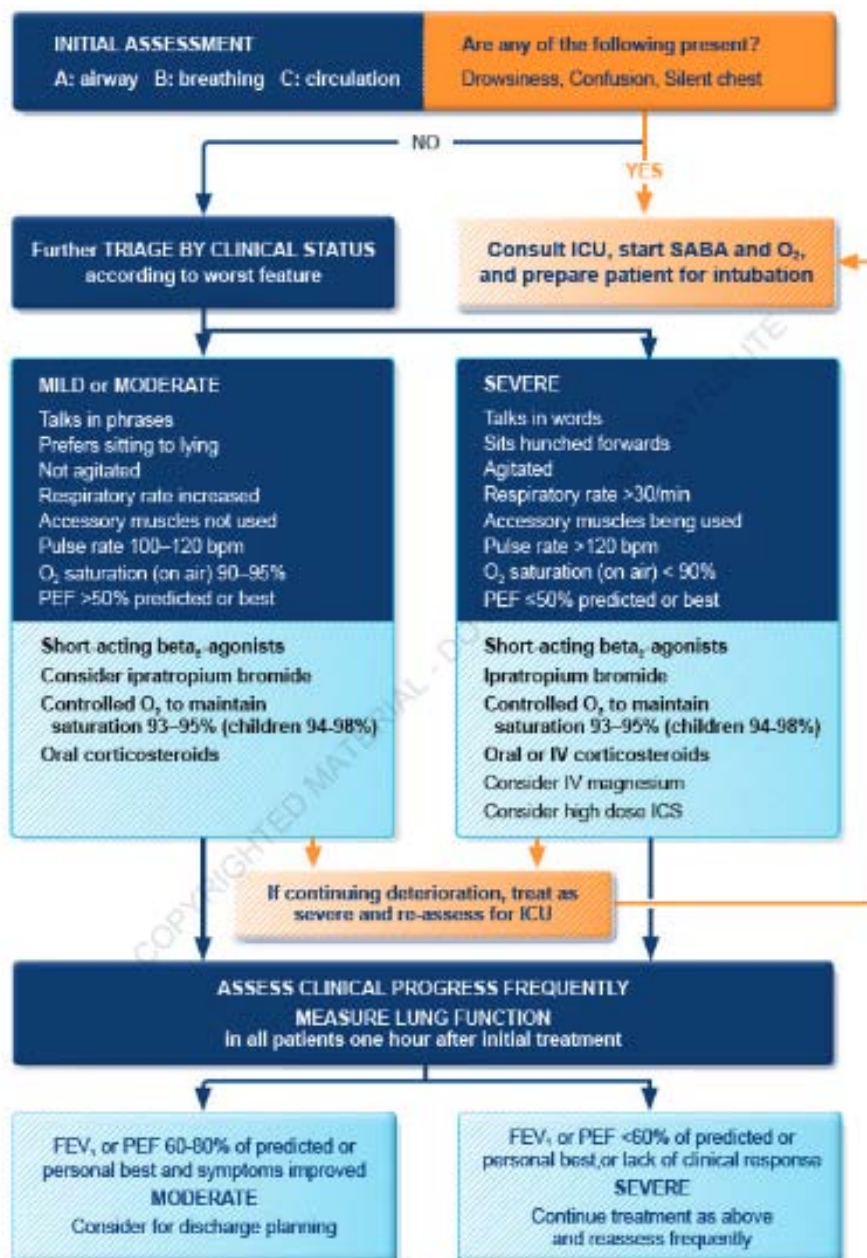 INITIAL ASSESSMENT
A: airway B: breathing C: circulation
Are any of the following present?
Drowsiness, Confusion, Silent chest
NO
YES
Further TRIAGE BY CLINICAL STATUS
according to worst feature
Consult ICU, start SABA and O₂,
and prepare patient for intubation
MILD or MODERATE
Talks in phrases
Prefers sitting to lying
Not agitated
Respiratory rate increased
Accessory muscles not used
Pulse rate 100–120 bpm
O₂ saturation (on air) 90–95%
PEF >50% predicted or best
Short-acting beta₂-agonists
Consider ipratropium bromide
Controlled O₂ to maintain
saturation 93–95% (children 94-98%)
Oral corticosteroids
SEVERE
Talks in words
Sits hunched forwards
Agitated
Respiratory rate >30/min
Accessory muscles being used
Pulse rate >120 bpm
O₂ saturation (on air) < 90%
PEF ≤50% predicted or best
Short-acting beta₂-agonists
Ipratropium bromide
Controlled O₂ to maintain
saturation 93–95% (children 94-98%)
Oral or IV corticosteroids
Consider IV magnesium
Consider high dose ICS
If continuing deterioration, treat as
severe and re-assess for ICU
ASSESS CLINICAL PROGRESS FREQUENTLY
MEASURE LUNG FUNCTION
in all patients one hour after initial treatment
FEV₁ or PEF 60-80% of predicted or
personal best and symptoms improved
MODERATE
Consider for discharge planning
FEV₁ or PEF <60% of predicted or
personal best,or lack of clinical response
SEVERE
Continue treatment as above
and reassess frequently
COPYRIGHTED MATERIAL - DO